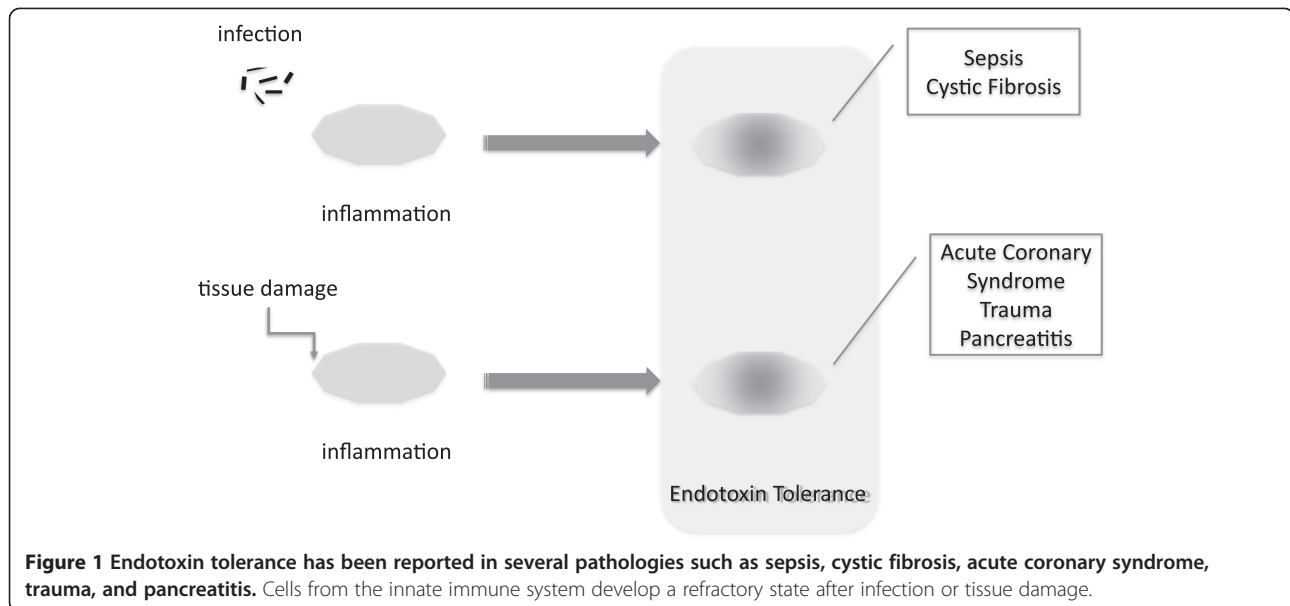 infection
Sepsis
Cystic Fibrosis
inflammation
tissue damage
Acute Coronary
Syndrome
Trauma
Pancreatitis
inflammation
Endotoxin Tolerance
Figure 1 Endotoxin tolerance has been reported in several pathologies such as sepsis, cystic fibrosis, acute coronary syndrome,
trauma, and pancreatitis. Cells from the innate immune system develop a refractory state after infection or tissue damage.